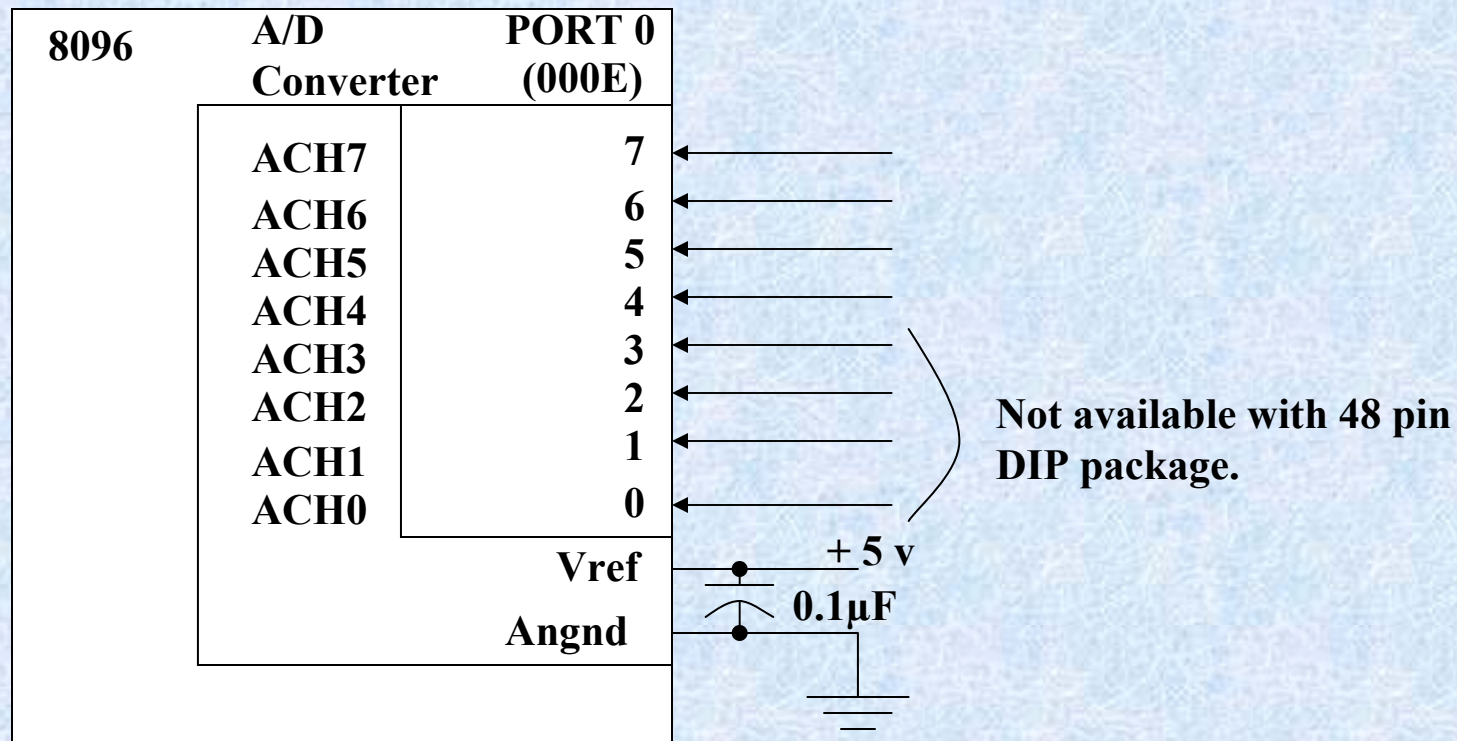 8096
A/D
Converter
PORT 0
(000E)
ACH7 7
ACH6 6
ACH5 5
ACH4 4
ACH3 3
ACH2 2
ACH1 1
ACH0 0
Not available with 48 pin
DIP package.
Vref
+ 5 v
0.1µF
Angnd